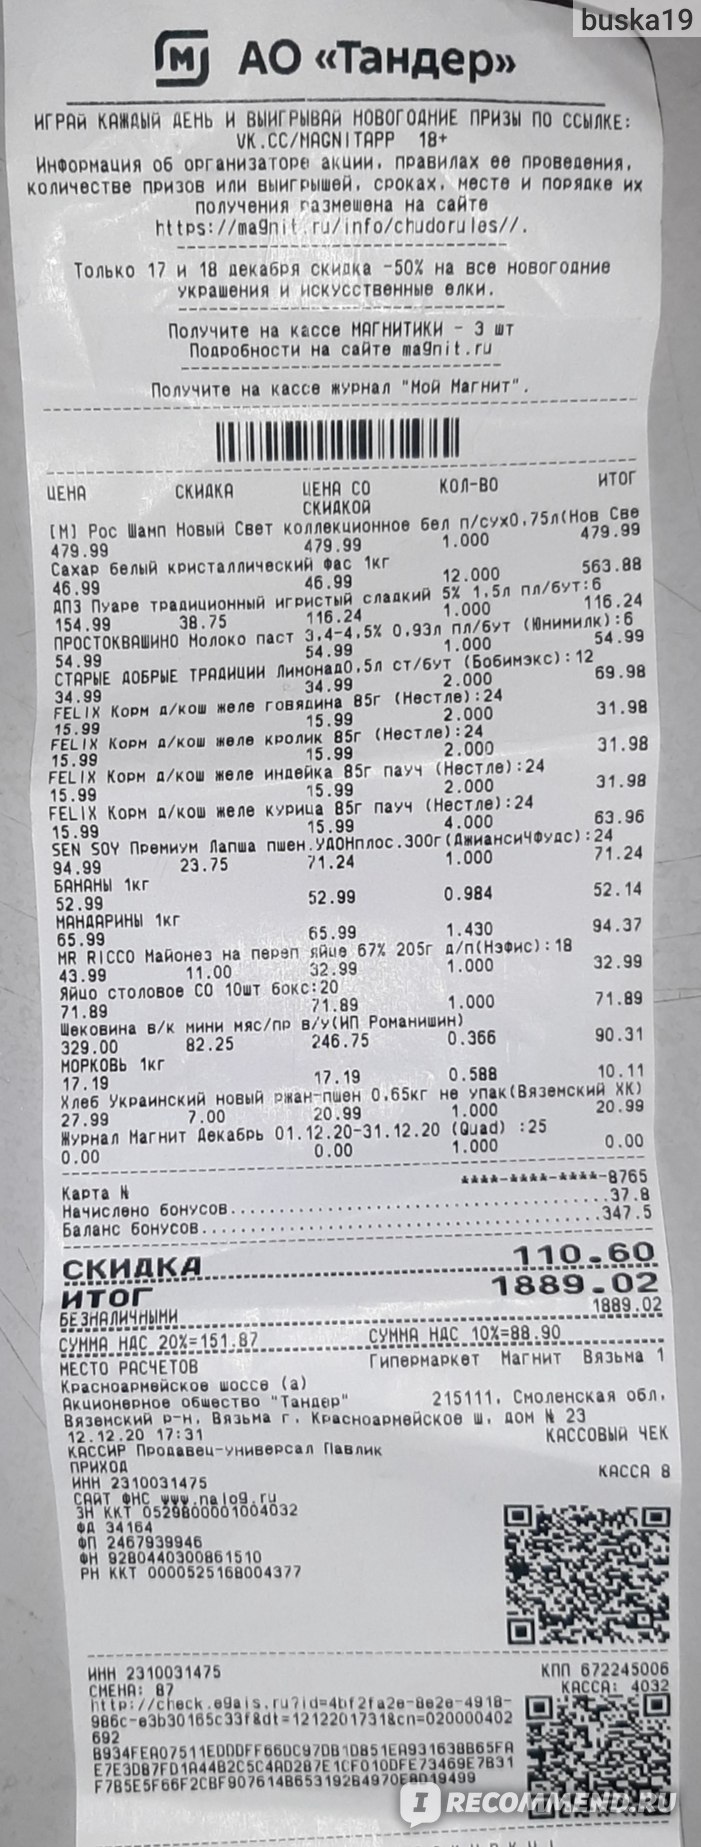 buska19
М АО «Тандер»
ИГРАЙ КАЖДЫЙ ДЕНЬ И ВЫИГРЫВАЙ НОВОГОДНИЕ ПРИЗЫ ПО ССЫЛКЕ:
VK.CC/MAGNITAPP 18+
Информация об организаторе акции, правилах ее проведения,
количестве призов или выигрышей, сроках, месте и порядке их
получения размещена на сайте
https://magnit.ru/info/chudorules//.
Только 17 и 18 декабря скидка -50% на все новогодние
украшения и искусственные елки.
Получите на кассе МАГНИТИКИ - 3 шт
Подробности на сайте magnit.ru
Получите на кассе журнал "Мой Магнит".
ЦЕНА СКИДКА ЦЕНА СО КОЛ-ВО ИТОГ
СКИДКОЙ
[М] Рос Шамп Новый Свет коллекционное бел п/сух0,75л(Нов Све
479.99 479.99 1.000 479.99
Сахар белый кристаллический фас 1кг
46.99 46.99 12.000 563.88
ДПЗ Пуаре традиционный игристый сладкий 5% 1,5л пл/бут:6
154.99 38.75 116.24 1.000 116.24
ПРОСТОКВАШИНО Молоко паст 3,4-4,5% 0,93л пл/бут (Юнимилк):6
54.99 54.99 1.000 54.99
СТАРЫЕ ДОБРЫЕ ТРАДИЦИИ Лимонад0,5л ст/бут (Бобимэкс):12
34.99 34.99 2.000 69.98
FELIX Корм д/кош желе говядина 85г (Нестле):24
15.99 15.99 2.000 31.98
FELIX Корм д/кош желе кролик 85г (Нестле):24
15.99 15.99 2.000 31.98
FELIX Корм д/кош желе индейка 85г пауч (Нестле):24
15.99 15.99 2.000 31.98
FELIX Корм д/кош желе курица 85г пауч (Нестле):24
15.99 15.99 4.000 63.96
SEN SOY Премиум Лапша пшен.УДОНплос.300г(ДжиансиЧФудс):24
94.99 23.75 71.24 1.000 71.24
БАНАНЫ 1кг
52.99 52.99 0.984 52.14
МАНДАРИНЫ 1кг
65.99 65.99 1.430 94.37
MR RICCO Майонез на переп яйце 67% 205г д/п(Нэфис):18
43.99 11.00 32.99 1.000 32.99
Яйцо столовое СО 10шт бокс:20
71.89 71.89 1.000 71.89
Шековина в/к мини мяс/пр в/у(ИП Романишин)
329.00 82.25 246.75 0.366 90.31
МОРКОВЬ 1кг
17.19 17.19 0.588 10.11
Хлеб Украинский новый ржан-пшен 0,65кг не упак(Вяземский ХК)
27.99 7.00 20.99 1.000 20.99
Журнал Магнит Декабрь 01.12.20-31.12.20 (Quad) :25
0.00 0.00 1.000 0.00
Карта N ****-****-****-8765
Начислено бонусов 37.8
Баланс бонусов 347.5
СКИДКА 110.60
ИТОГ 1889.02
БЕЗНАЛИЧНЫМИ 1889.02
СУММА НДС 20%=151.87 СУММА НДС 10%=88.90
МЕСТО РАСЧЕТОВ Гипермаркет Магнит Вязьма 1
Красноармейское шоссе (а)
Акционерное общество "Тандер" 215111, Смоленская обл,
Вяземский р-н, Вязьма г, Красноармейское ш, дом N 23
12.12.20 17:31 КАССОВЫЙ ЧЕК
КАССИР Продавец-универсал Павлик
ПРИХОД КАССА 8
ИНН 2310031475
САЙТ ФНС www.nalog.ru
ЗН ККТ 0529800001004032
ФД 34164
ФП 2467939946
ФН 9280440300861510
РН ККТ 0000525168004377
ИНН 2310031475 КПП 672245006
СМЕНА: 87 КАССА: 4032
http://check.egais.ru?id=4bf2fa2e-8e2e-4918-
986c-e3b30165c33f&dt=1212201731&cn=020000402
692
B934FEA07511EDDDFF66DC97DB1D851EA931638B65FA
E7E3D87FD1A44B2C5C4AD287E1CF010DFE73469E7B31
F7B5E5F66F2CBF907614B653192B4970E8D19499
IRECOMMEND.RU